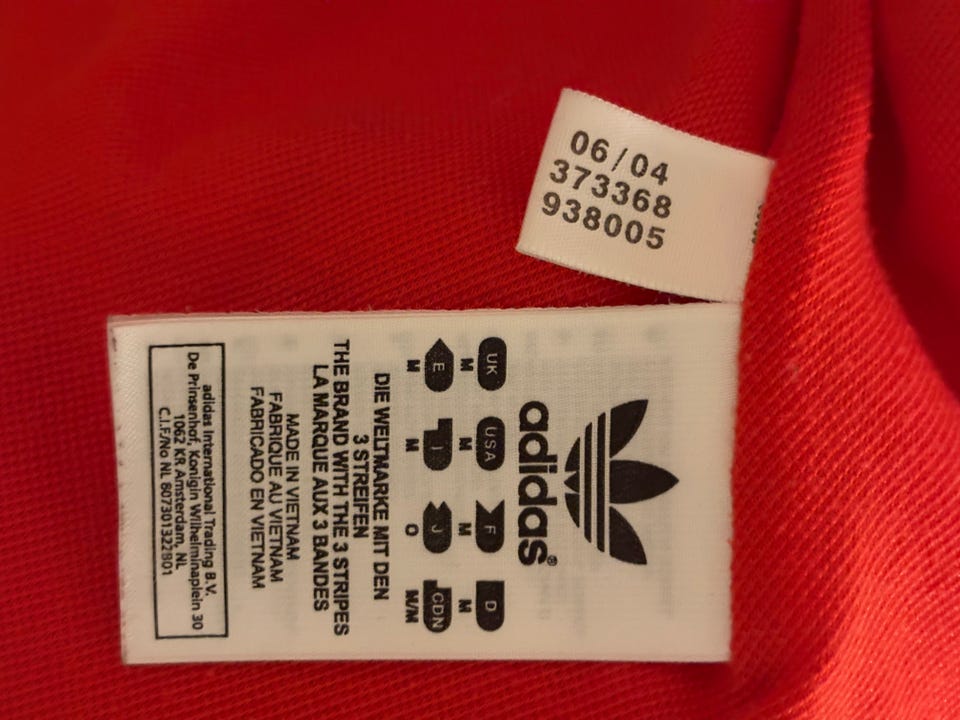 06/04
373368
938005
adidas®
UK USA F D
M M M M
E I J CDN
M M O M/M
DIE WELTMARKE MIT DEN
3 STREIFEN
THE BRAND WITH THE 3 STRIPES
LA MARQUE AUX 3 BANDES
MADE IN VIETNAM
FABRIQUE AU VIETNAM
FABRICADO EN VIETNAM
adidas International Trading B.V.
De Prinsenhof, Konigin Wilhelminaplein 30
1062 KR Amsterdam, NL
C.I.F/No NL 807301322B01